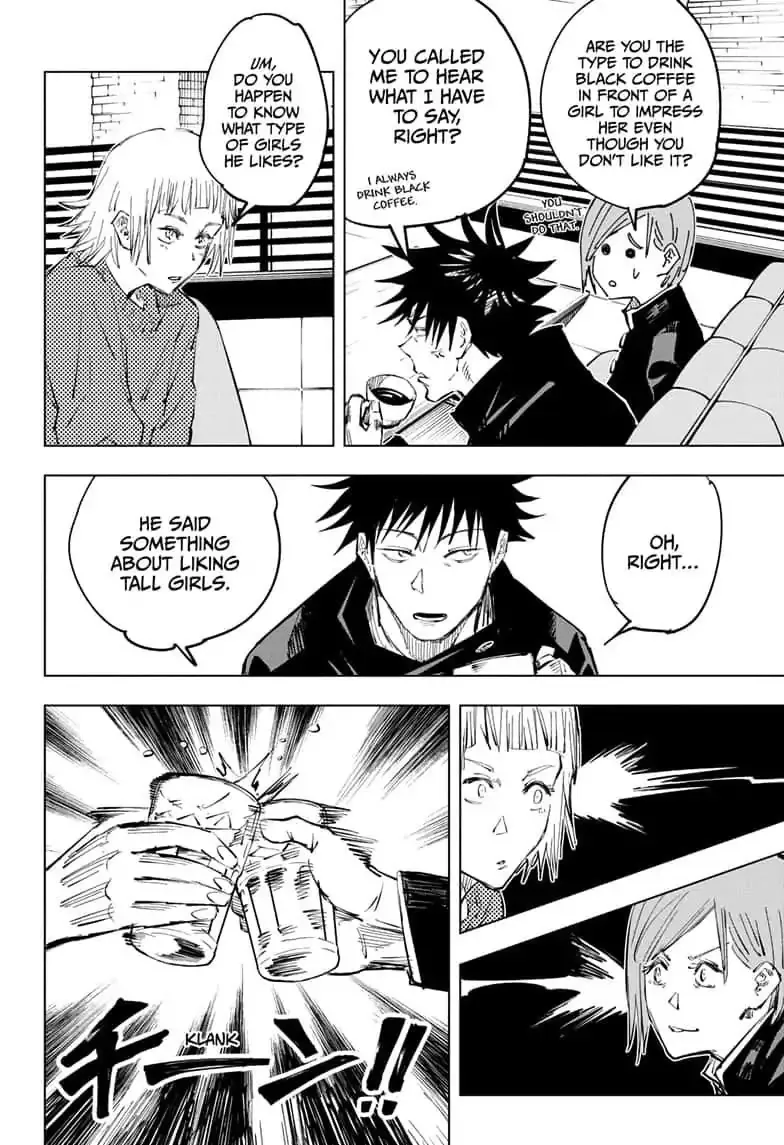 ARE YOU THE
TYPE TO DRINK
BLACK COFFEE
IN FRONT OF A
GIRL TO IMPRESS
HER EVEN
THOUGH YOU
DON'T LIKE IT?
YOU
SHOULDN'T
DO THAT.
YOU CALLED
ME TO HEAR
WHAT I HAVE
TO SAY,
RIGHT?
I ALWAYS
DRINK BLACK
COFFEE.
UM,
DO YOU
HAPPEN
TO KNOW
WHAT TYPE
OF GIRLS
HE LIKES?
OH,
RIGHT...
HE SAID
SOMETHING
ABOUT LIKING
TALL GIRLS.
KLANK
チーン!!